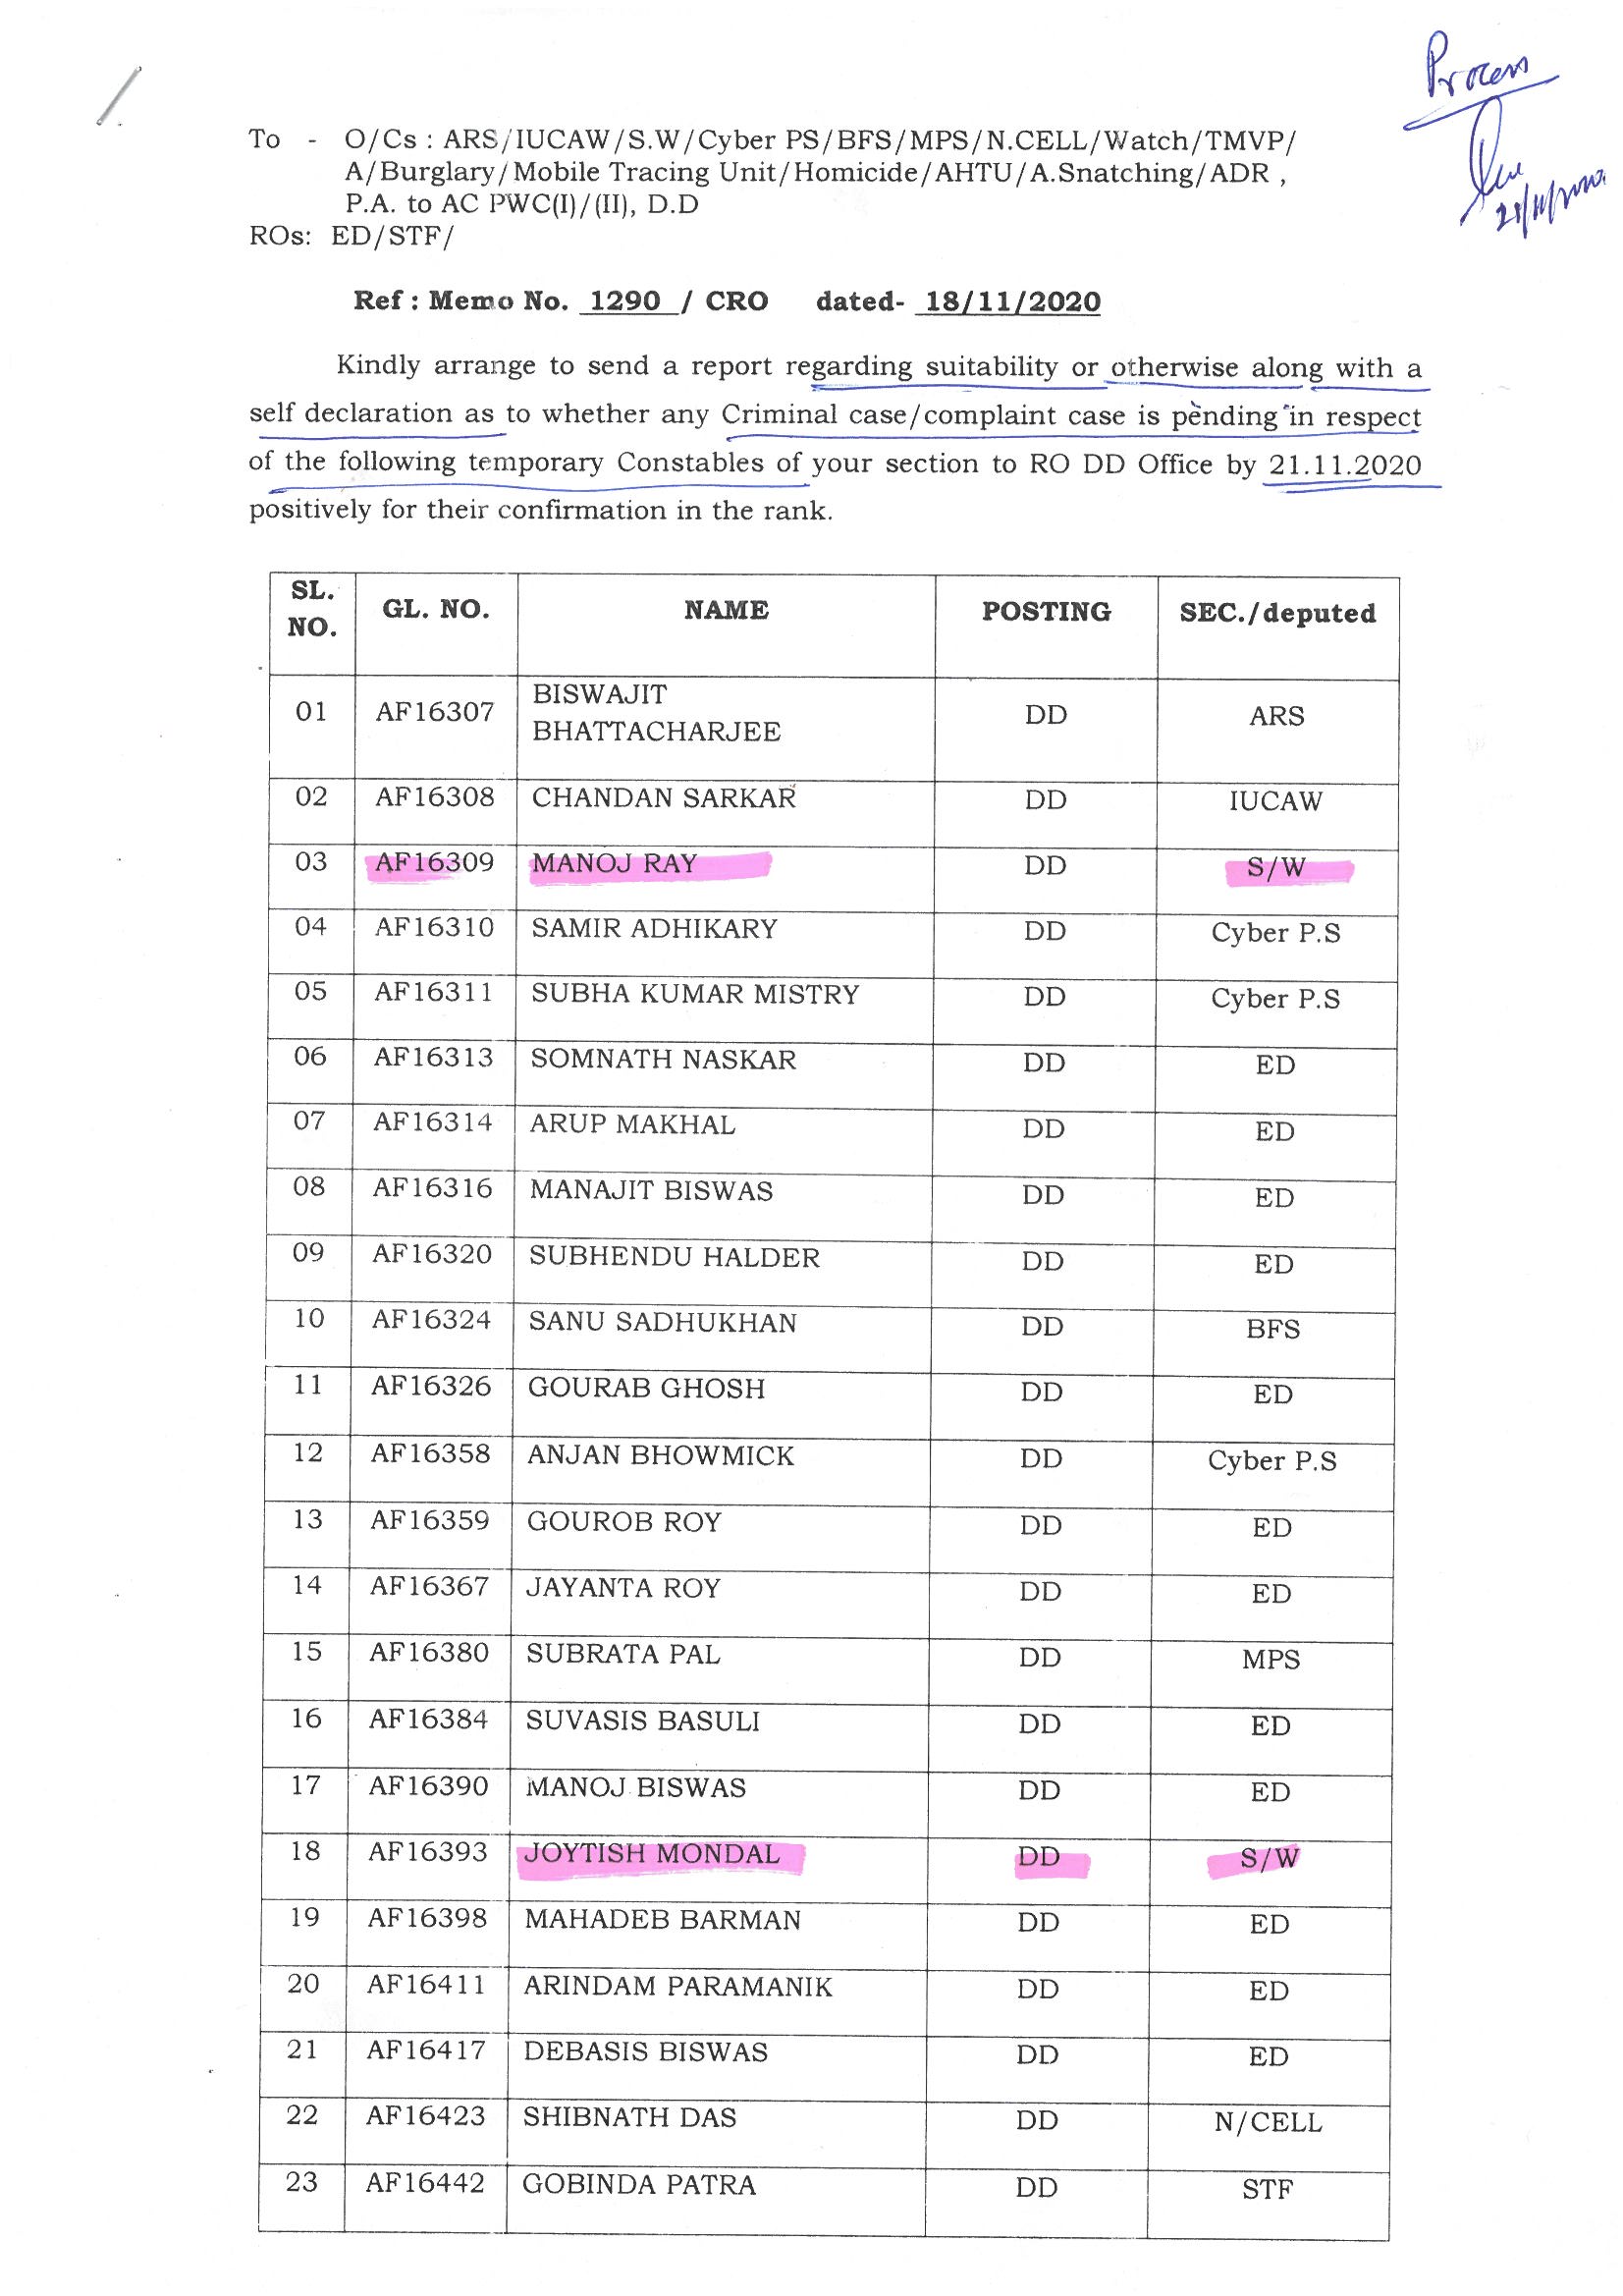 Process
21/11/2020
To - O/Cs : ARS/IUCAW/S.W/Cyber PS/BFS/MPS/N.CELL/Watch/TMVP/
A/Burglary/Mobile Tracing Unit/Homicide/AHTU/A.Snatching/ADR ,
P.A. to AC PWC(I)/(II), D.D
ROs: ED/STF/
Ref : Memo No. 1290 / CRO dated- 18/11/2020
Kindly arrange to send a report regarding suitability or otherwise along with a
self declaration as to whether any Criminal case/complaint case is pending in respect
of the following temporary Constables of your section to RO DD Office by 21.11.2020
positively for their confirmation in the rank.
SL. NO. GL. NO. NAME POSTING SEC./deputed
01 AF16307 BISWAJIT BHATTACHARJEE DD ARS
02 AF16308 CHANDAN SARKAR DD IUCAW
03 AF16309 MANOJ RAY DD S/W
04 AF16310 SAMIR ADHIKARY DD Cyber P.S
05 AF16311 SUBHA KUMAR MISTRY DD Cyber P.S
06 AF16313 SOMNATH NASKAR DD ED
07 AF16314 ARUP MAKHAL DD ED
08 AF16316 MANAJIT BISWAS DD ED
09 AF16320 SUBHENDU HALDER DD ED
10 AF16324 SANU SADHUKHAN DD BFS
11 AF16326 GOURAB GHOSH DD ED
12 AF16358 ANJAN BHOWMICK DD Cyber P.S
13 AF16359 GOUROB ROY DD ED
14 AF16367 JAYANTA ROY DD ED
15 AF16380 SUBRATA PAL DD MPS
16 AF16384 SUVASIS BASULI DD ED
17 AF16390 MANOJ BISWAS DD ED
18 AF16393 JOYTISH MONDAL DD S/W
19 AF16398 MAHADEB BARMAN DD ED
20 AF16411 ARINDAM PARAMANIK DD ED
21 AF16417 DEBASIS BISWAS DD ED
22 AF16423 SHIBNATH DAS DD N/CELL
23 AF16442 GOBINDA PATRA DD STF